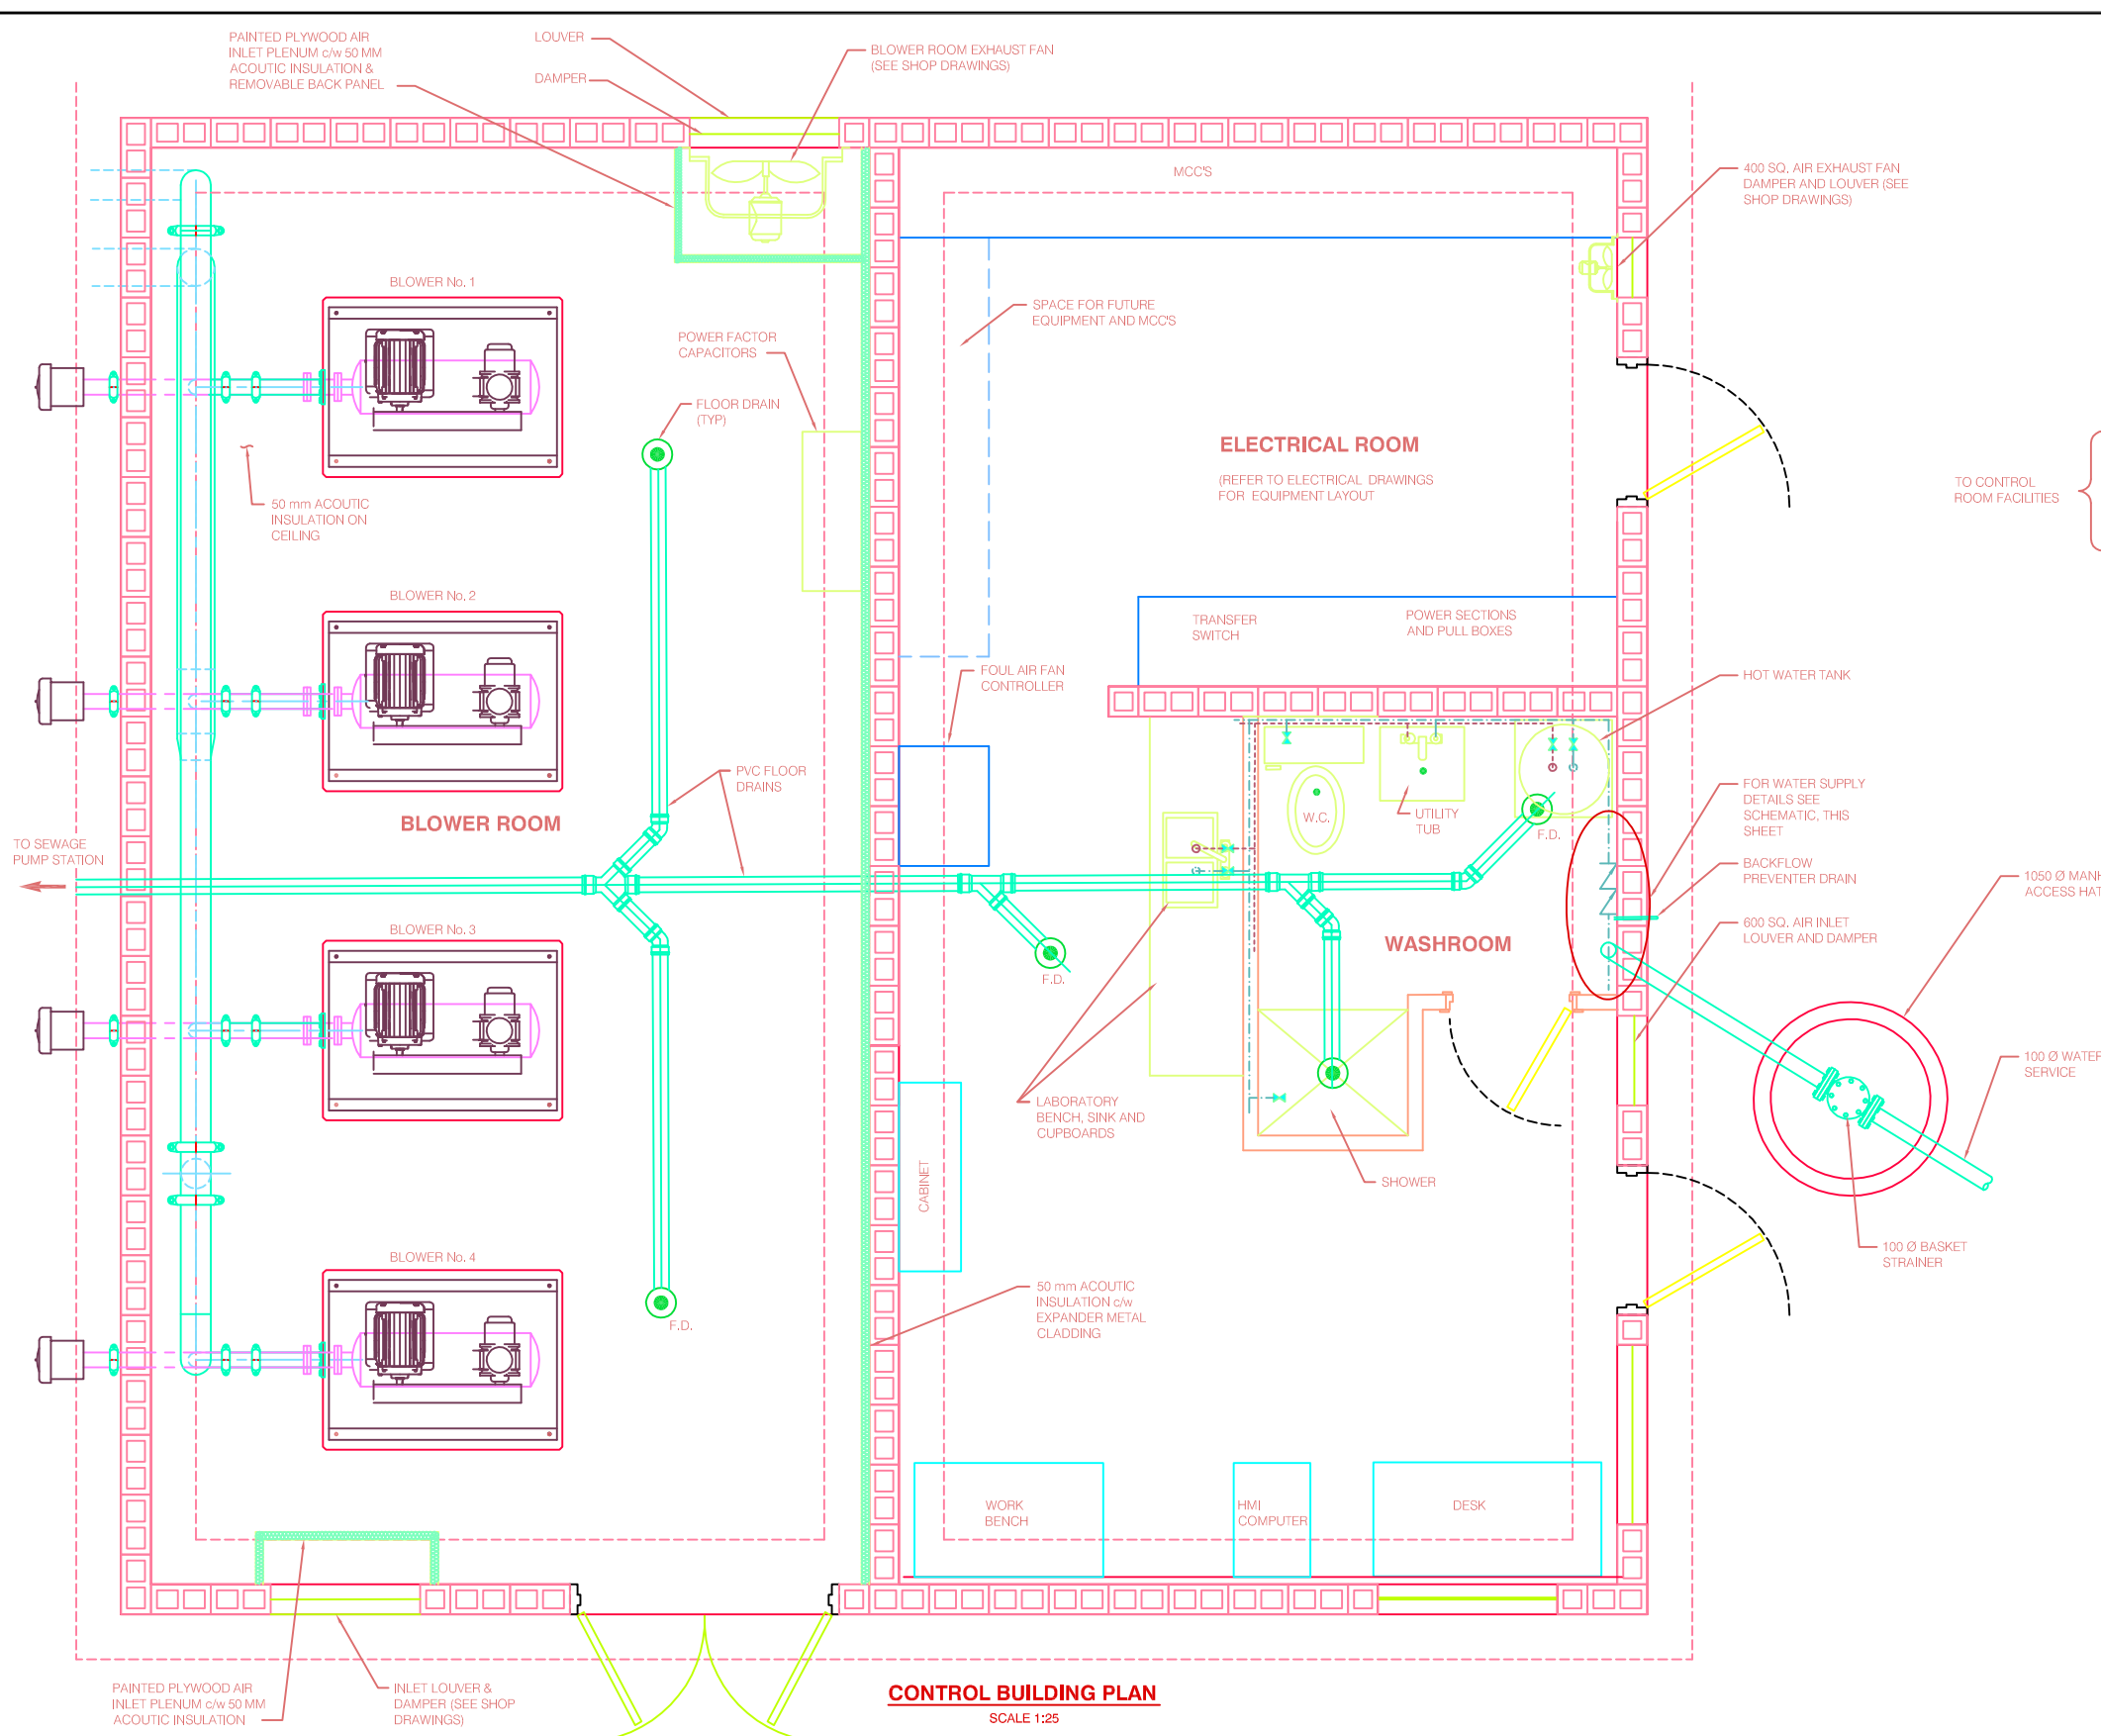 PAINTED PLYWOOD AIR
INLET PLENUM c/w 50 MM
ACOUTIC INSULATION &
REMOVABLE BACK PANEL
LOUVER
DAMPER
BLOWER ROOM EXHAUST FAN
(SEE SHOP DRAWINGS)
MCC'S
400 SQ. AIR EXHAUST FAN
DAMPER AND LOUVER (SEE
SHOP DRAWINGS)
BLOWER No. 1
SPACE FOR FUTURE
EQUIPMENT AND MCC'S
POWER FACTOR
CAPACITORS
FLOOR DRAIN
(TYP)
ELECTRICAL ROOM
(REFER TO ELECTRICAL DRAWINGS
FOR EQUIPMENT LAYOUT
TO CONTROL
ROOM FACILITIES
50 mm ACOUTIC
INSULATION ON
CEILING
BLOWER No. 2
TRANSFER
SWITCH
POWER SECTIONS
AND PULL BOXES
FOUL AIR FAN
CONTROLLER
HOT WATER TANK
PVC FLOOR
DRAINS
BLOWER ROOM
W.C.
UTILITY
TUB
F.D.
FOR WATER SUPPLY
DETAILS SEE
SCHEMATIC, THIS
SHEET
TO SEWAGE
PUMP STATION
BACKFLOW
PREVENTER DRAIN
1050 Ø MANH
ACCESS HAT
BLOWER No. 3
WASHROOM
600 SQ. AIR INLET
LOUVER AND DAMPER
F.D.
100 Ø WATER
SERVICE
LABORATORY
BENCH, SINK AND
CUPBOARDS
CABINET
SHOWER
BLOWER No. 4
100 Ø BASKET
STRAINER
50 mm ACOUTIC
INSULATION c/w
EXPANDER METAL
CLADDING
F.D.
WORK
BENCH
HMI
COMPUTER
DESK
PAINTED PLYWOOD AIR
INLET PLENUM c/w 50 MM
ACOUTIC INSULATION
INLET LOUVER &
DAMPER (SEE SHOP
DRAWINGS)
CONTROL BUILDING PLAN
SCALE 1:25